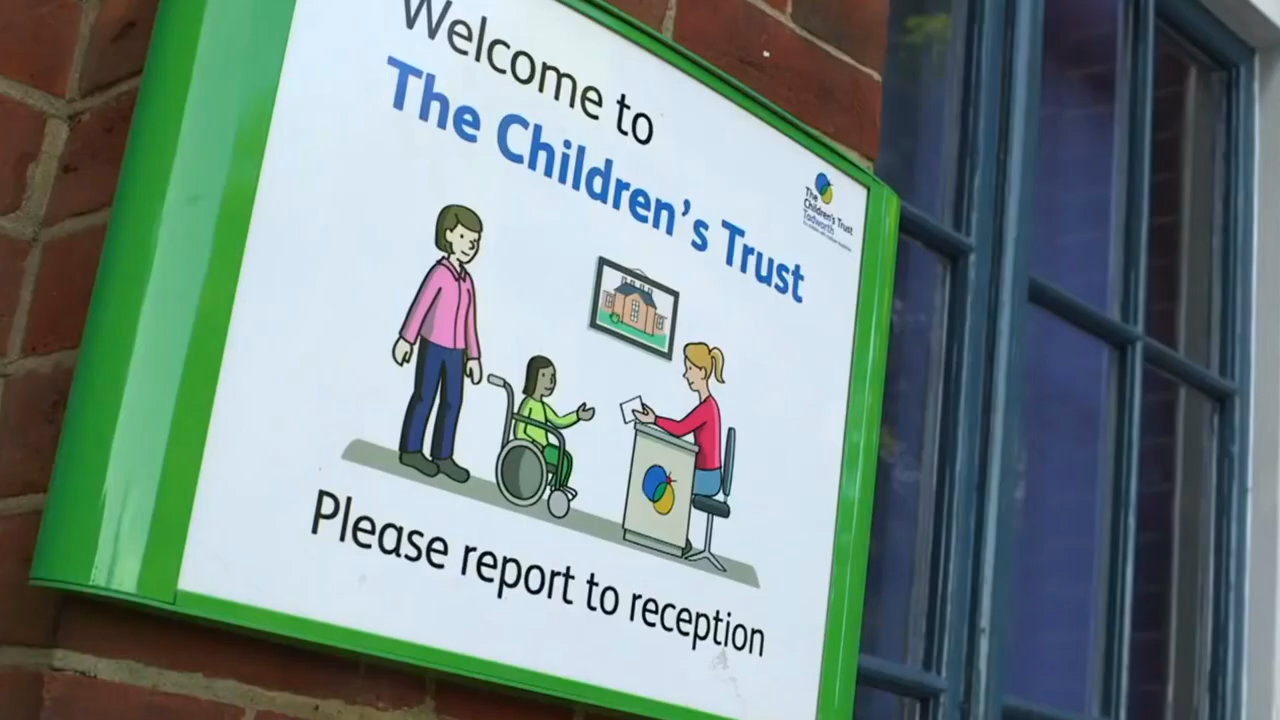 Welcome to
The Children's Trust
The
Children's Trust
Tadworth
Please report to reception